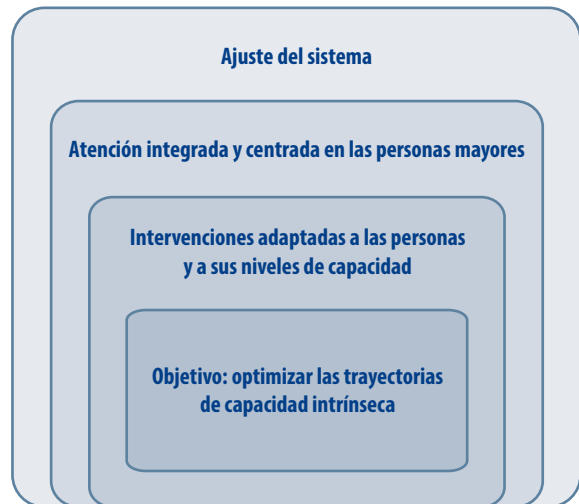 Ajuste del sistema
Atención integrada y centrada en las personas mayores
Intervenciones adaptadas a las personas
y a sus niveles de capacidad
Objetivo: optimizar las trayectorias
de capacidad intrínseca